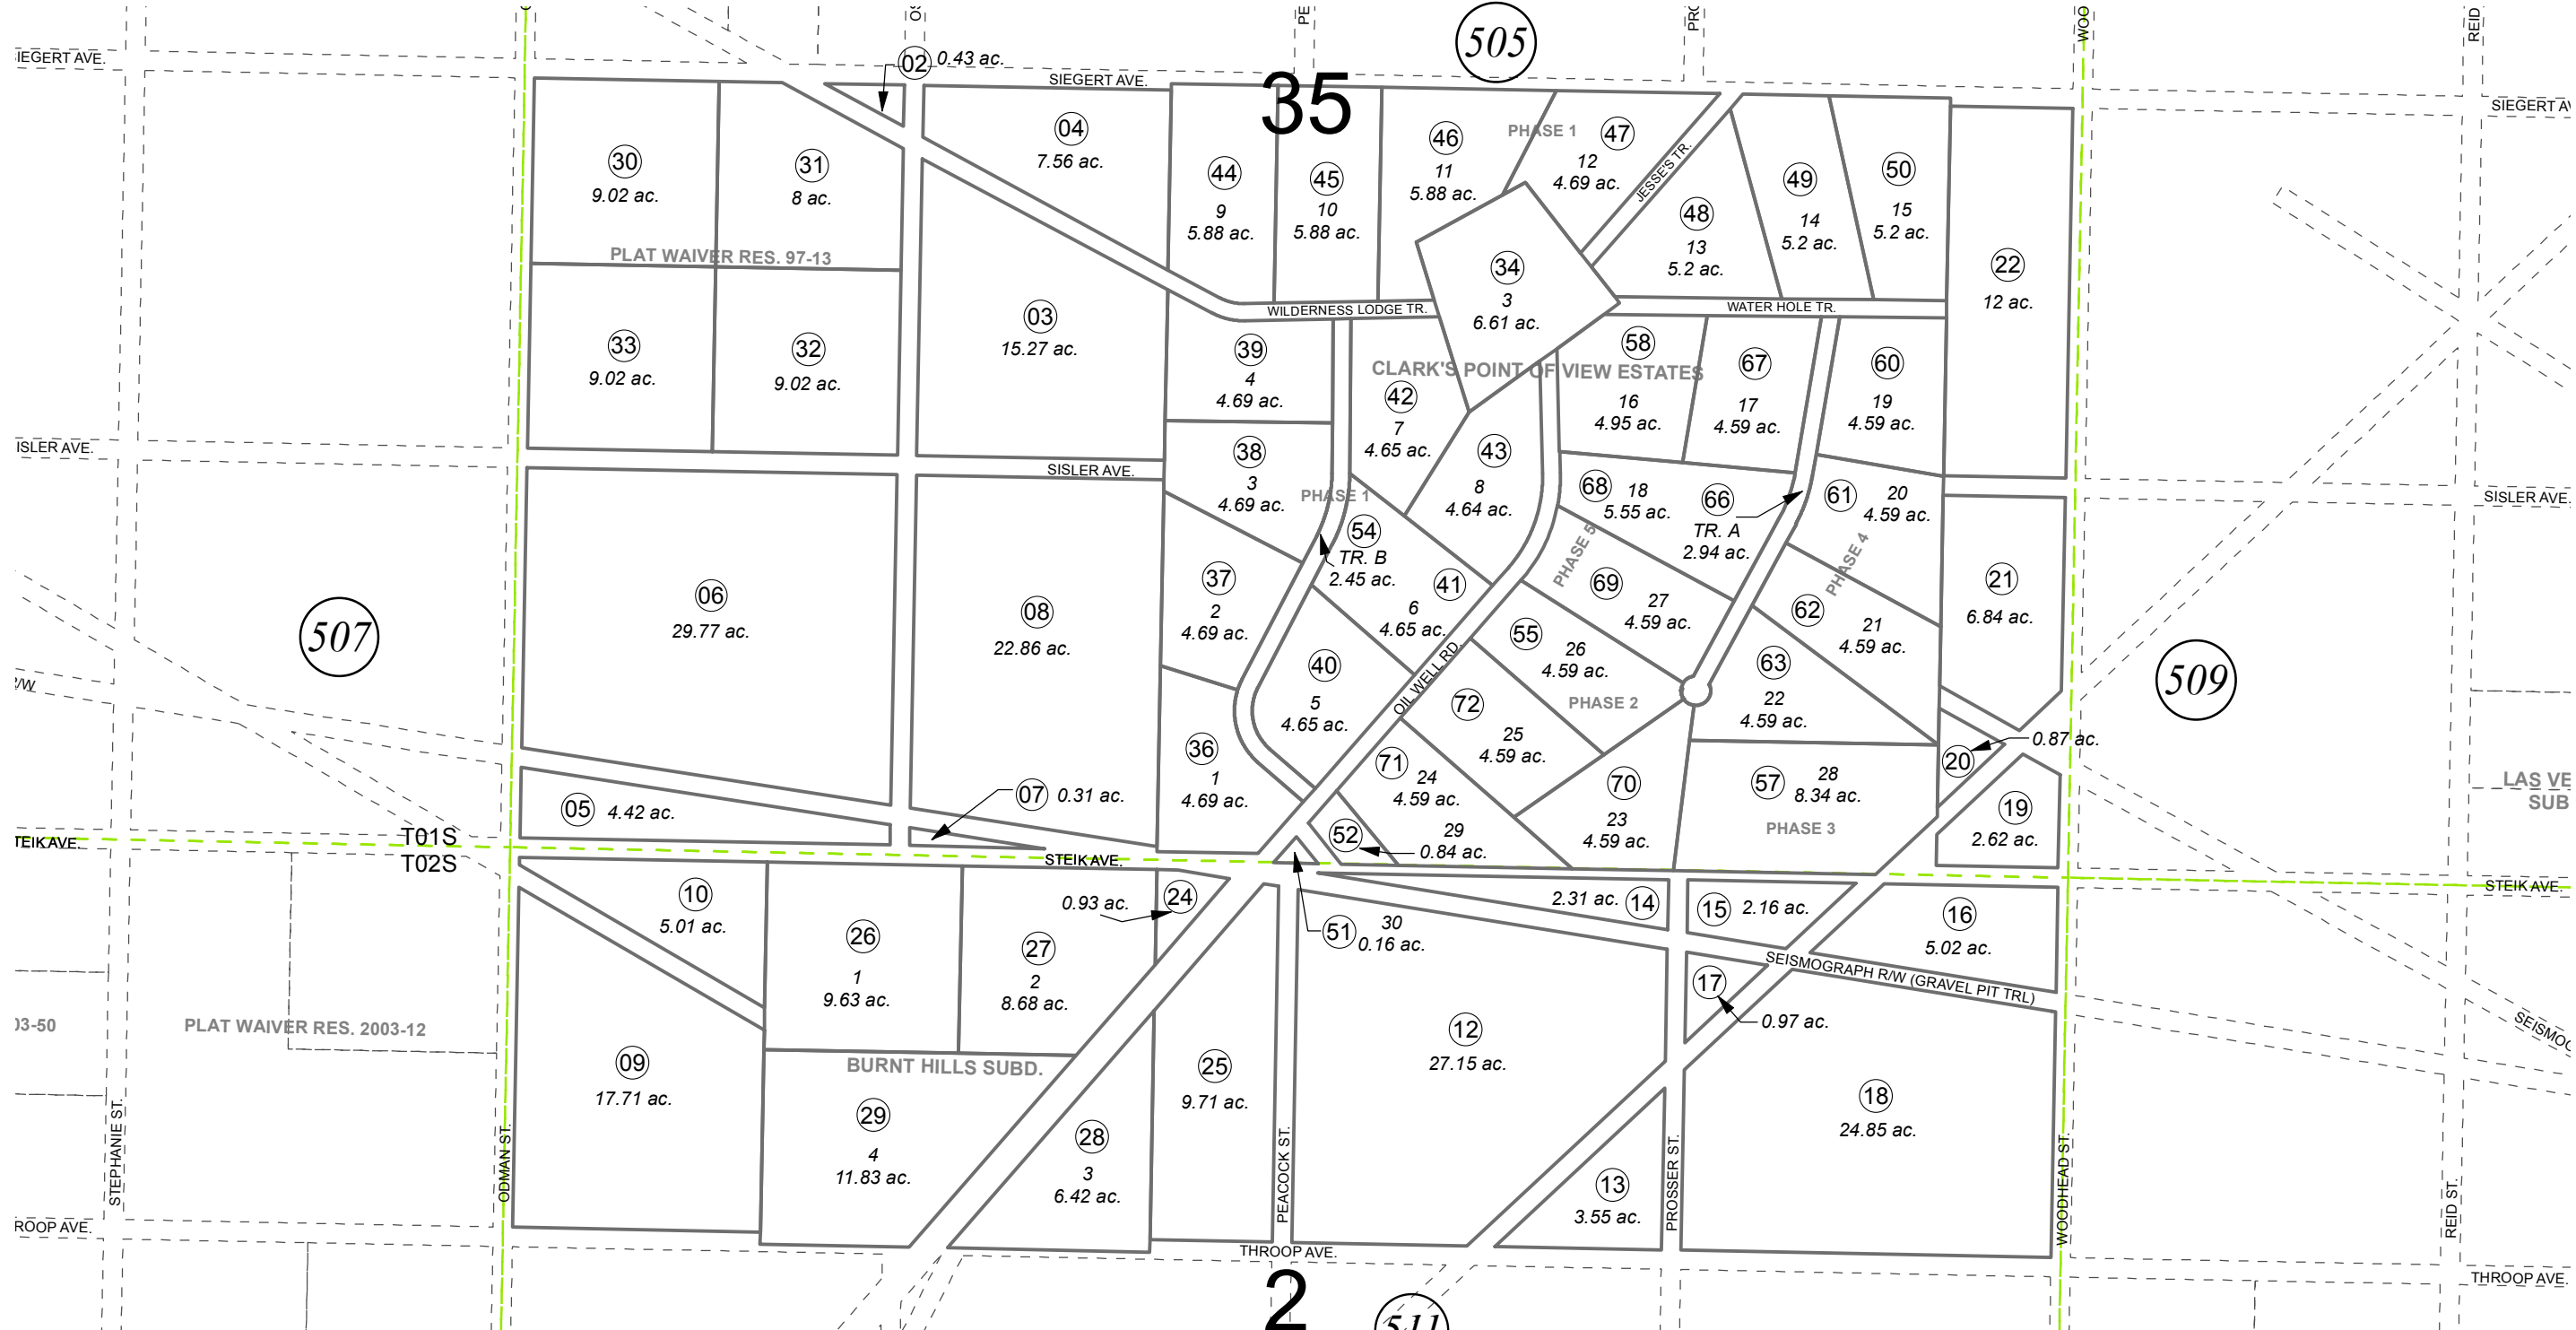 505
35
SIEGERT AVE.
02 0.43 ac.
SIEGERT AVE.
30
9.02 ac.
31
8 ac.
PLAT WAIVER RES. 97-13
33
9.02 ac.
32
9.02 ac.
04
7.56 ac.
03
15.27 ac.
44
9
5.88 ac.
45
10
5.88 ac.
46
11
5.88 ac.
PHASE 1
47
12
4.69 ac.
JESSE'S TR.
48
13
5.2 ac.
49
14
5.2 ac.
50
15
5.2 ac.
22
12 ac.
34
3
6.61 ac.
WILDERNESS LODGE TR.
WATER HOLE TR.
CLARK'S POINT OF VIEW ESTATES
39
4
4.69 ac.
38
3
4.69 ac.
PHASE 1
42
7
4.65 ac.
43
8
4.64 ac.
58
16
4.95 ac.
67
17
4.59 ac.
60
19
4.59 ac.
SISLER AVE.
SISLER AVE.
68
18
5.55 ac.
66
TR. A
2.94 ac.
61
20
4.59 ac.
PHASE 5
PHASE 4
54
TR. B
2.45 ac.
37
2
4.69 ac.
41
6
4.65 ac.
69
27
4.59 ac.
62
21
4.59 ac.
21
6.84 ac.
507
06
29.77 ac.
08
22.86 ac.
40
5
4.65 ac.
OIL WELL RD.
55
26
4.59 ac.
PHASE 2
63
22
4.59 ac.
509
36
1
4.69 ac.
72
25
4.59 ac.
71
24
4.59 ac.
70
23
4.59 ac.
57
28
8.34 ac.
PHASE 3
20
0.87 ac.
19
2.62 ac.
05 4.42 ac.
07 0.31 ac.
52
29
0.84 ac.
T01S
T02S
STEIK AVE.
STEIK AVE.
10
5.01 ac.
26
1
9.63 ac.
27
2
8.68 ac.
0.93 ac.
24
51
30
0.16 ac.
2.31 ac. 14
15 2.16 ac.
16
5.02 ac.
SEISMOGRAPH R/W (GRAVEL PIT TRL)
17
0.97 ac.
PLAT WAIVER RES. 2003-12
09
17.71 ac.
BURNT HILLS SUBD.
29
4
11.83 ac.
28
3
6.42 ac.
25
9.71 ac.
12
27.15 ac.
13
3.55 ac.
18
24.85 ac.
STEPHANIE ST.
ODMAN ST.
PEACOCK ST.
PROSSER ST.
WOODHEAD ST.
REID ST.
THROOP AVE.
THROOP AVE.
2
511